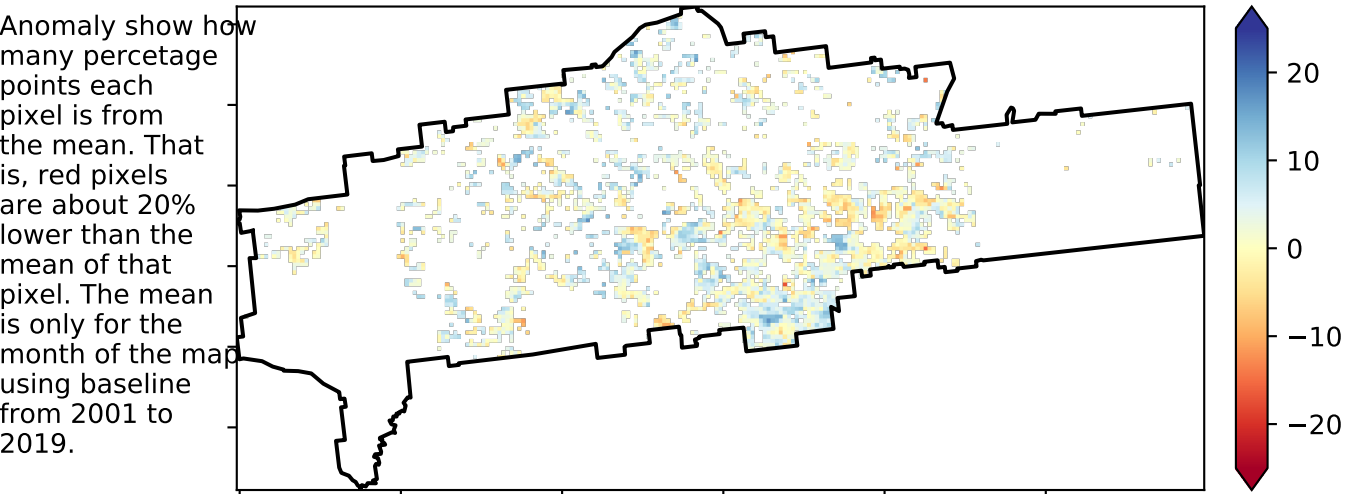 Anomaly show how
many percetage
points each
pixel is from
the mean. That
is, red pixels
are about 20%
lower than the
mean of that
pixel. The mean
is only for the
month of the map
using baseline
from 2001 to
2019.
20
10
0
−10
−20